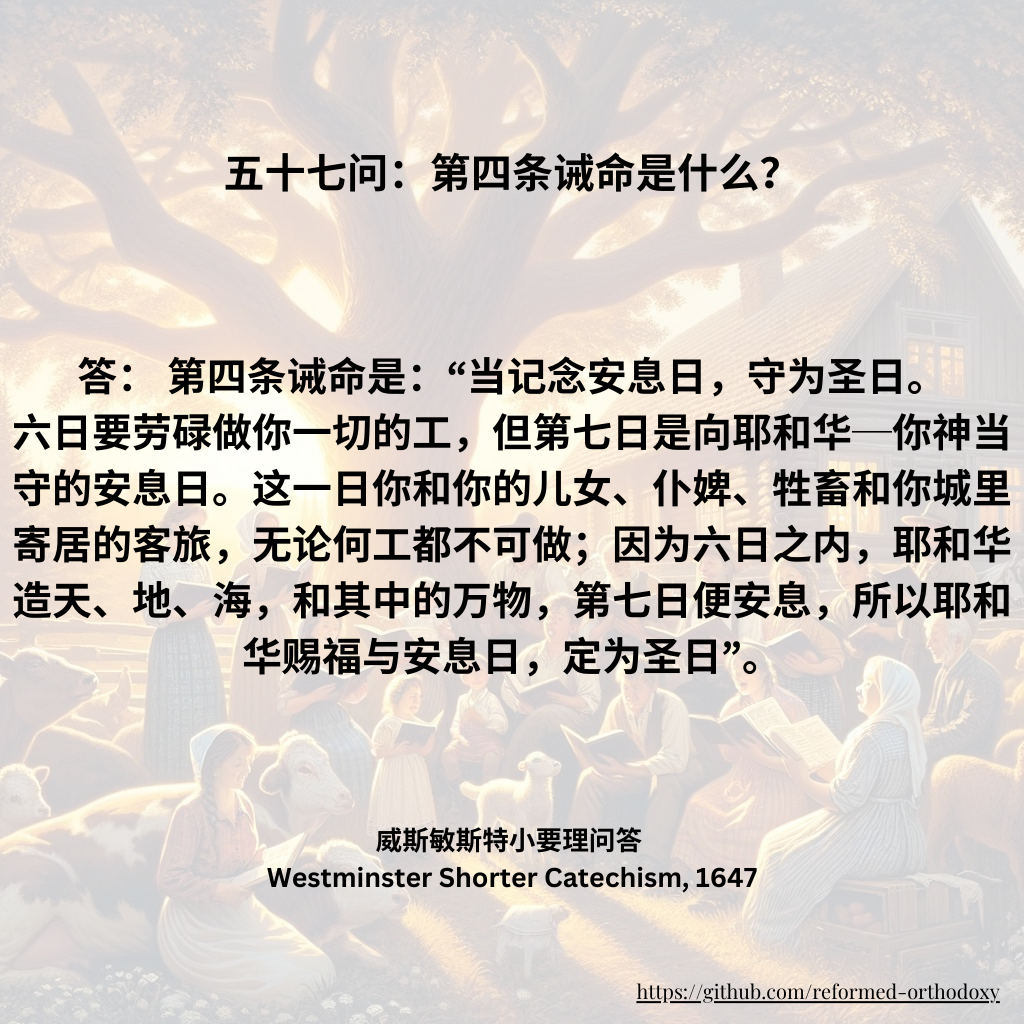 五十七问：第四条诫命是什么？
答： 第四条诫命是：“当记念安息日，守为圣日。
六日要劳碌做你一切的工，但第七日是向耶和华─你神当
守的安息日。这一日你和你的儿女、仆婢、牲畜和你城里
寄居的客旅，无论何工都不可做；因为六日之内，耶和华
造天、地、海，和其中的万物，第七日便安息，所以耶和
华赐福与安息日，定为圣日”。
威斯敏斯特小要理问答
Westminster Shorter Catechism, 1647
https://github.com/reformed-orthodoxy